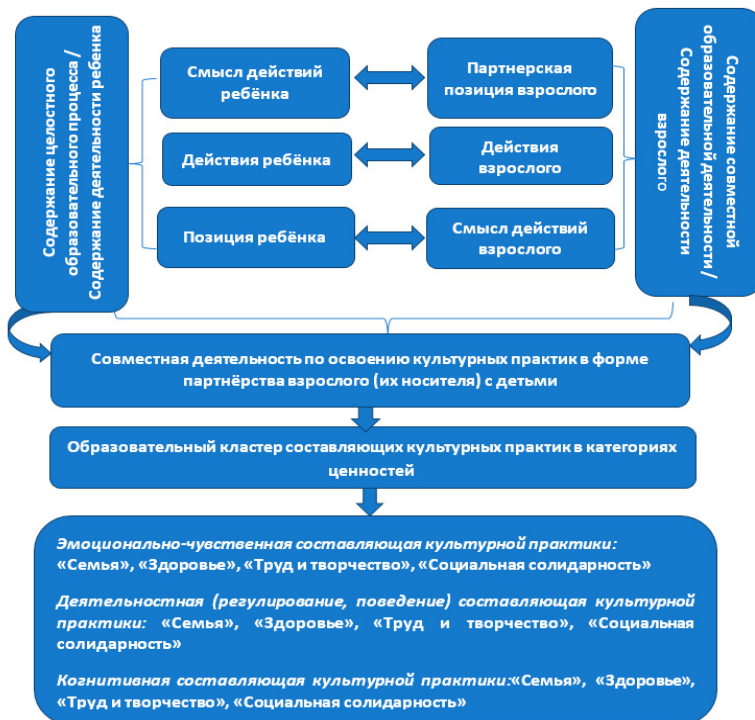 Содержание целостного
образовательного процесса /
Содержание деятельности ребенка
Смысл действий
ребёнка
Партнерская
позиция взрослого
Действия ребёнка
Действия
взрослого
Позиция ребёнка
Смысл действий
взрослого
Содержание совместной
образовательной деятельности /
Содержание деятельности
взрослого
Совместная деятельность по освоению культурных практик в форме
партнёрства взрослого (их носителя) с детьми
Образовательный кластер составляющих культурных практик в категориях
ценностей
Эмоционально-чувственная составляющая культурной практики:
«Семья», «Здоровье», «Труд и творчество», «Социальная солидарность»
Деятельностная (регулирование, поведение) составляющая культурной
практики: «Семья», «Здоровье», «Труд и творчество», «Социальная
солидарность»
Когнитивная составляющая культурной практики:«Семья», «Здоровье»,
«Труд и творчество», «Социальная солидарность»